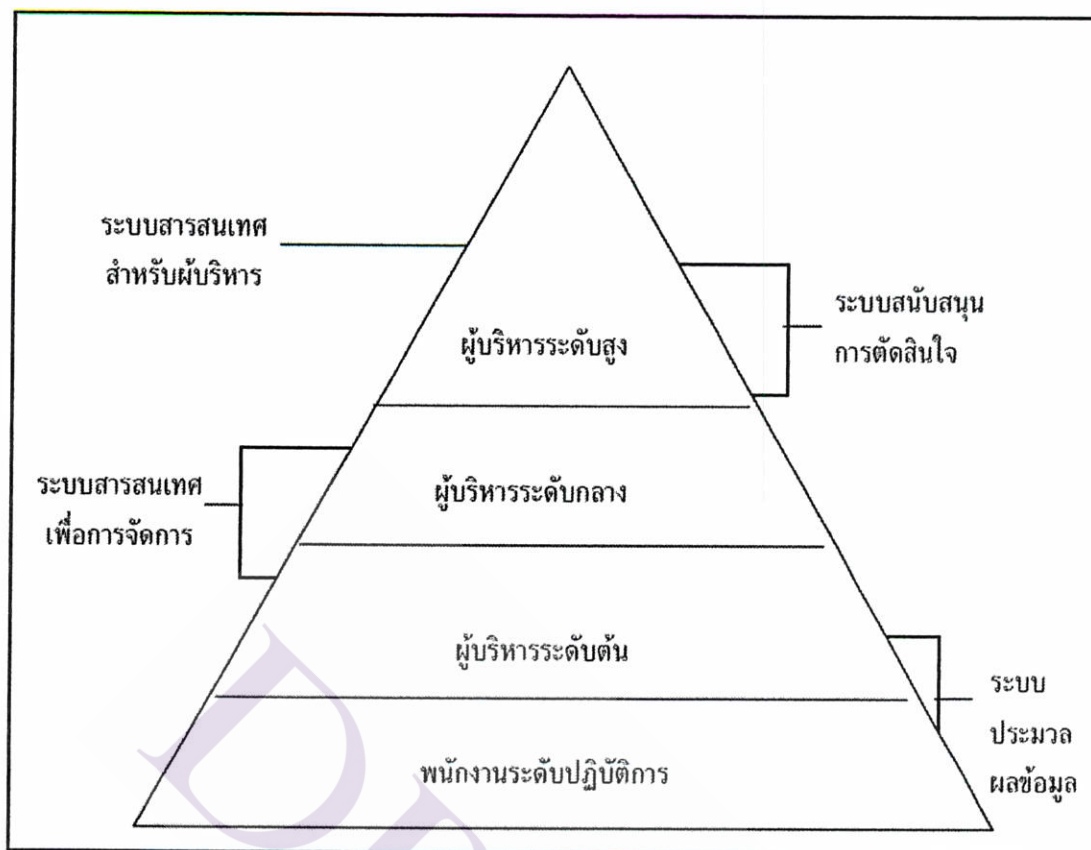 ระบบสารสนเทศ
สำหรับผ้บริหาร
ระบบสนับสนุน
การตัดสินใจ
ผู้บริหารระดับสูง
ระบบสารสนเทศ
เพื่อการจัดการ
ผู้บริหารระดับกลาง
ผู้บริหารระดับต้น
ระบบ
ประมวล
ผลข้อมูล
พนักงานระดับปฏิบัติการ